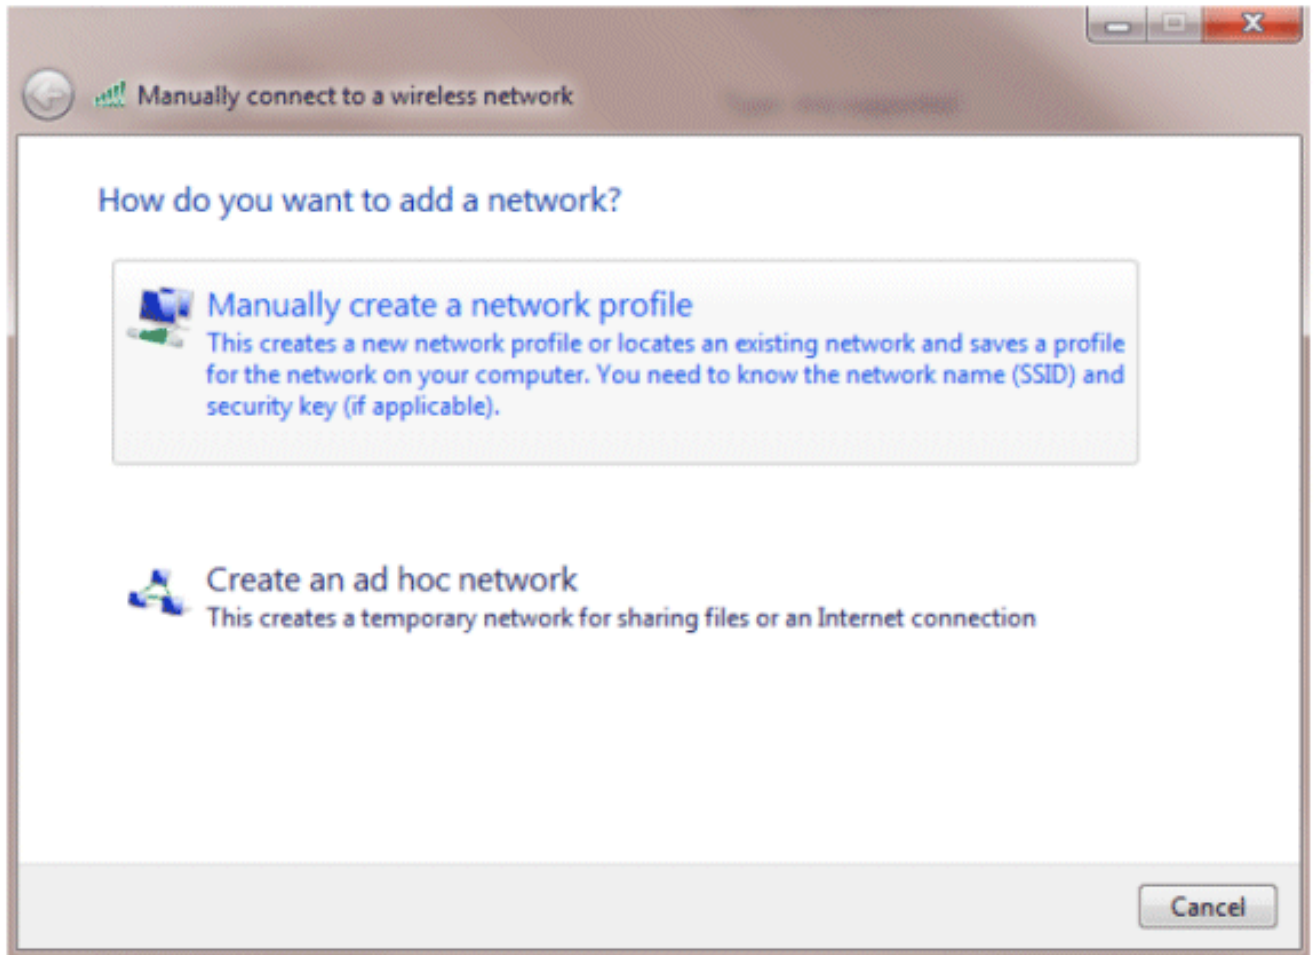 Manually connect to a wireless network
How do you want to add a network?
Manually create a network profile
This creates a new network profile or locates an existing network and saves a profile
for the network on your computer. You need to know the network name (SSID) and
security key (if applicable).
Create an ad hoc network
This creates a temporary network for sharing files or an Internet connection
Cancel